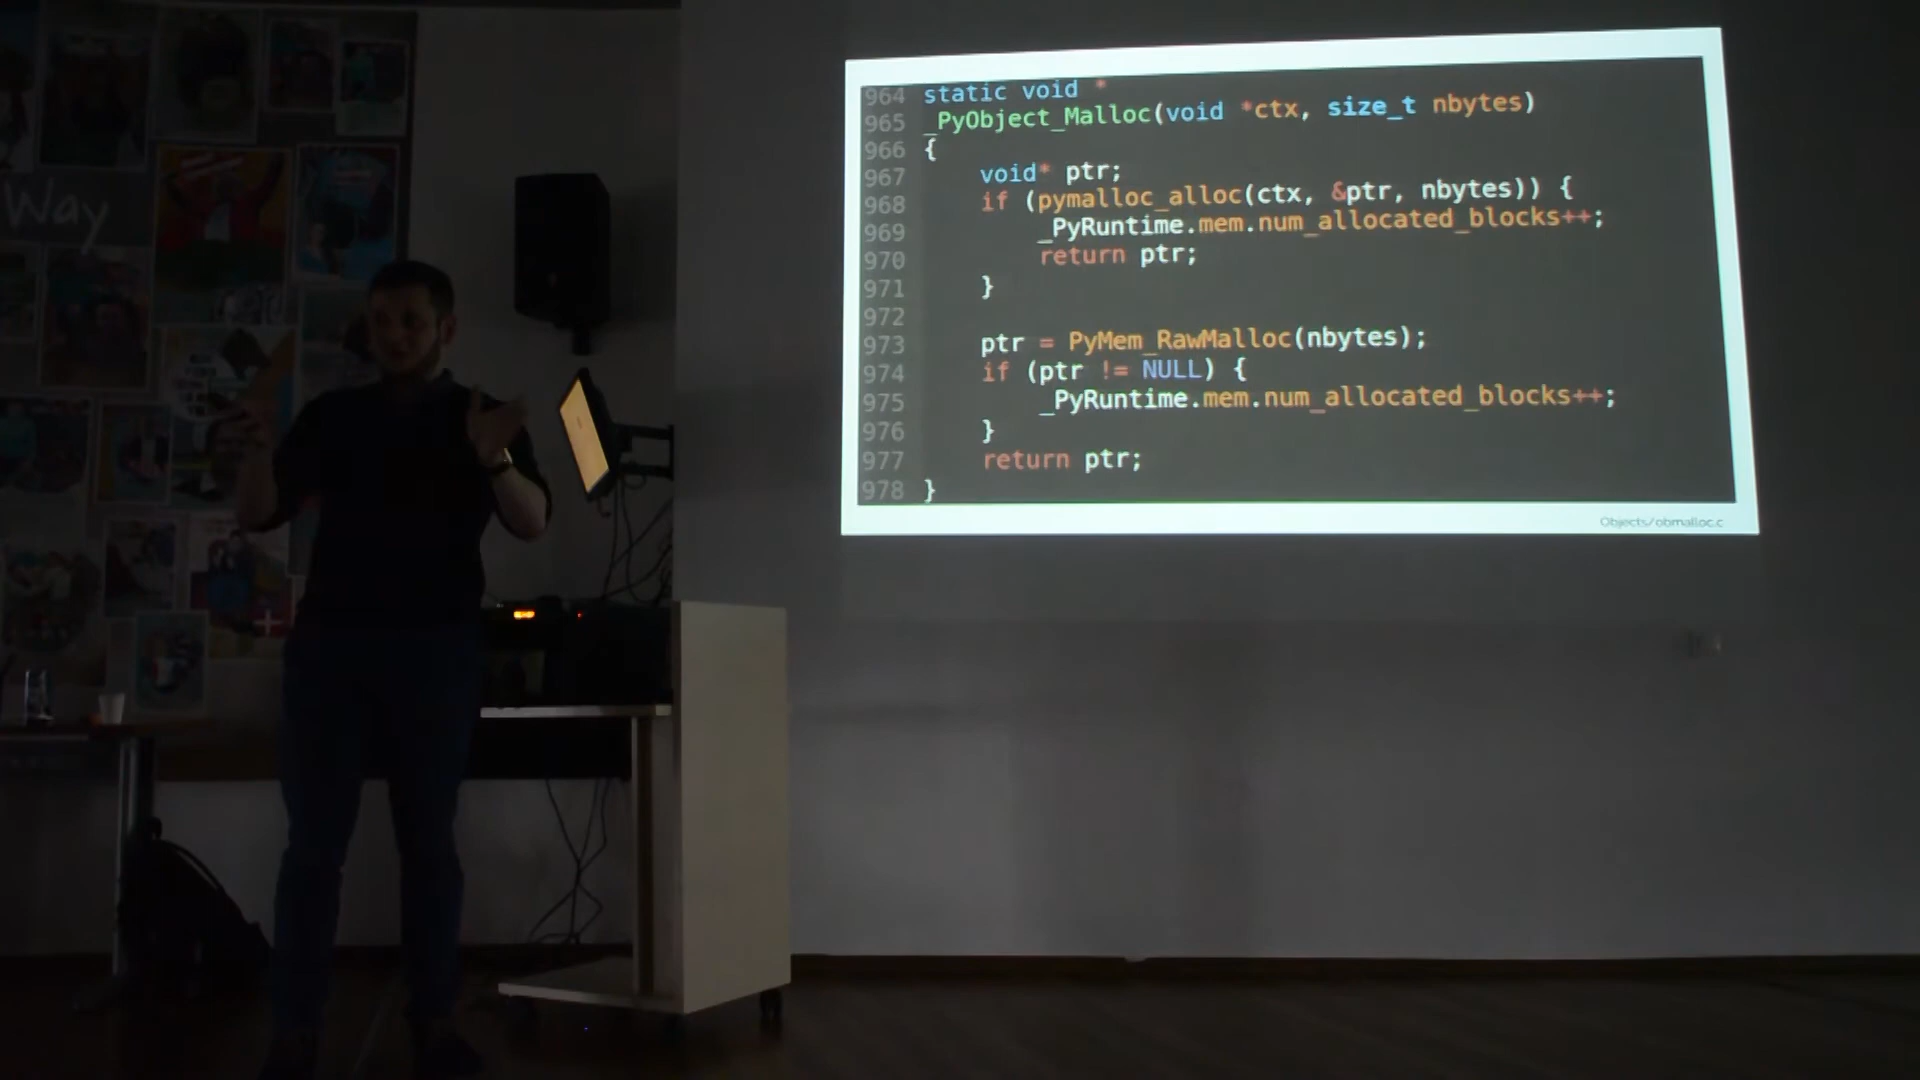 Way
964 static void *
965 _PyObject_Malloc(void *ctx, size_t nbytes)
966 {
967     void* ptr;
968     if (pymalloc_alloc(ctx, &ptr, nbytes)) {
969         _PyRuntime.mem.num_allocated_blocks++;
970         return ptr;
971     }
972
973     ptr = PyMem_RawMalloc(nbytes);
974     if (ptr != NULL) {
975         _PyRuntime.mem.num_allocated_blocks++;
976     }
977     return ptr;
978 }
Objects/obmalloc.c